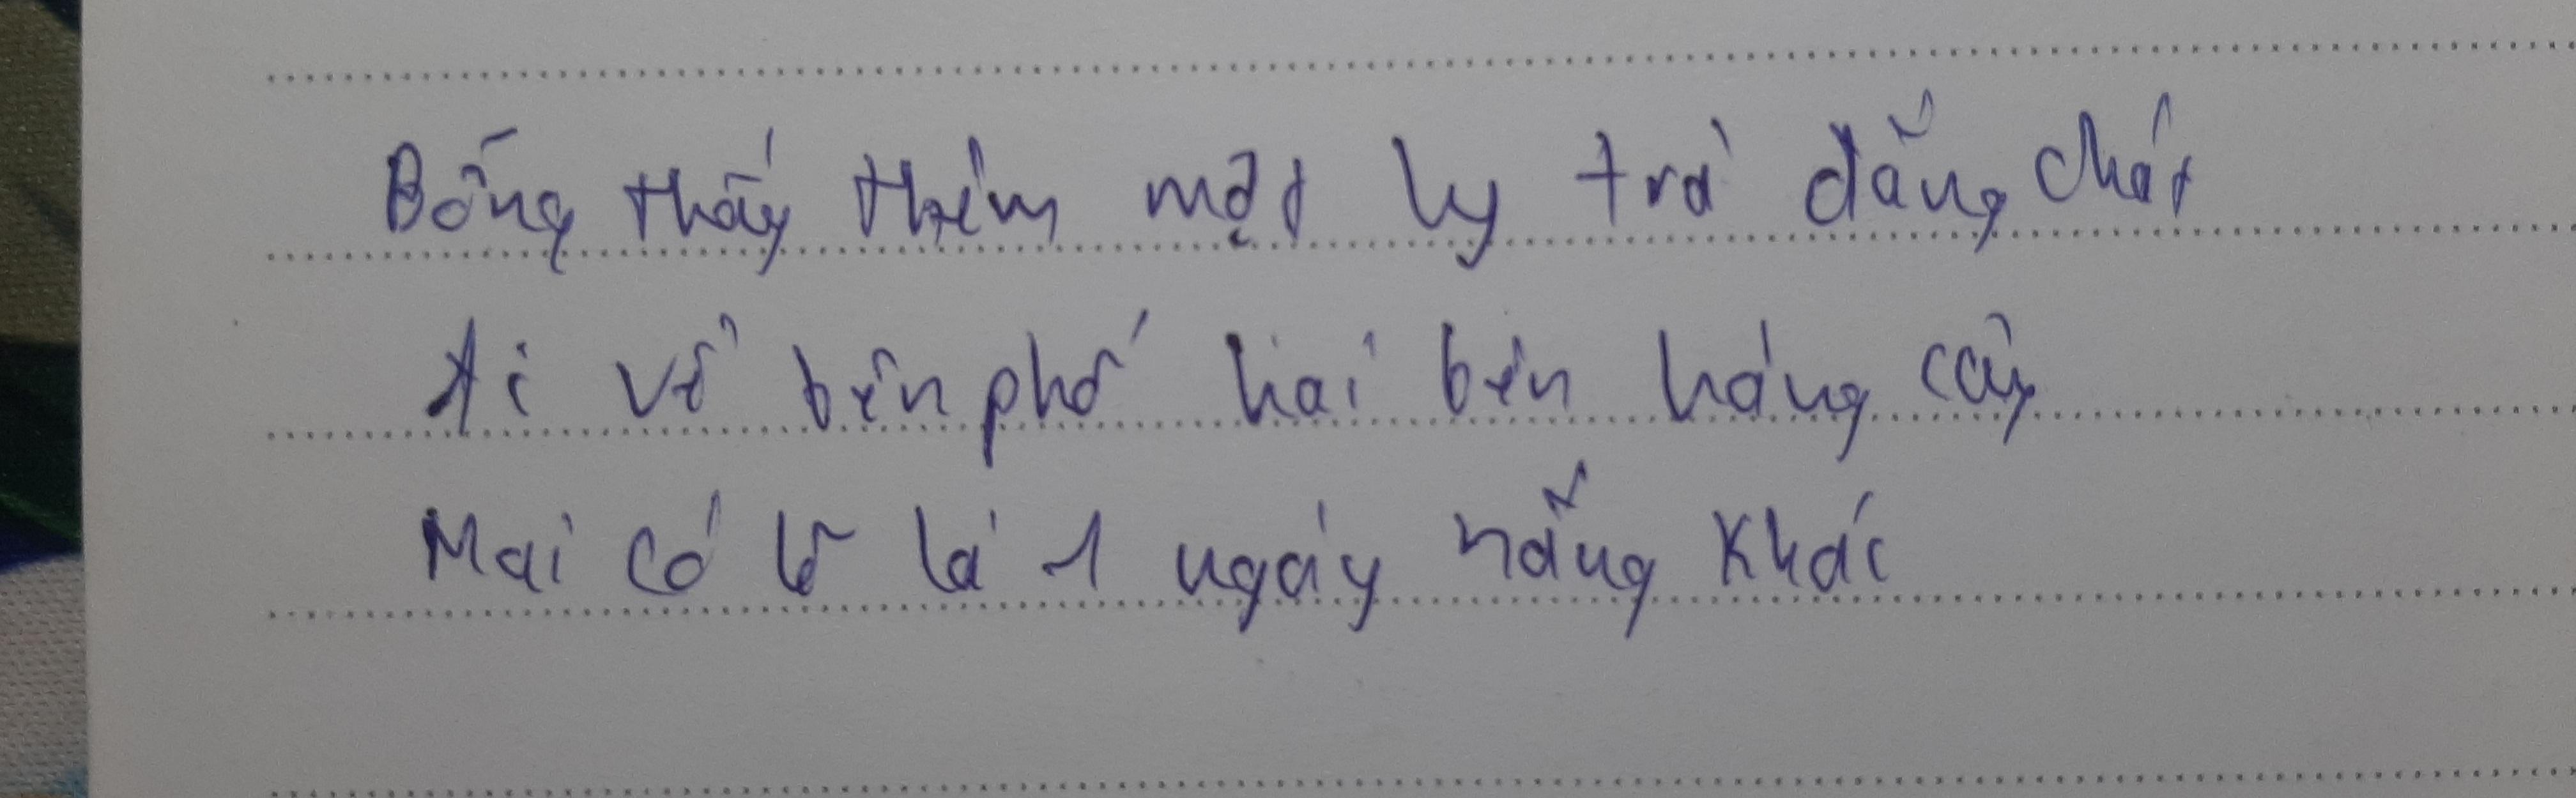 Bỗng thấy thèm một ly trà đắng chát
Ai về bên phố hai bên hàng cây
Mai có lẽ là 1 ngày nắng khác